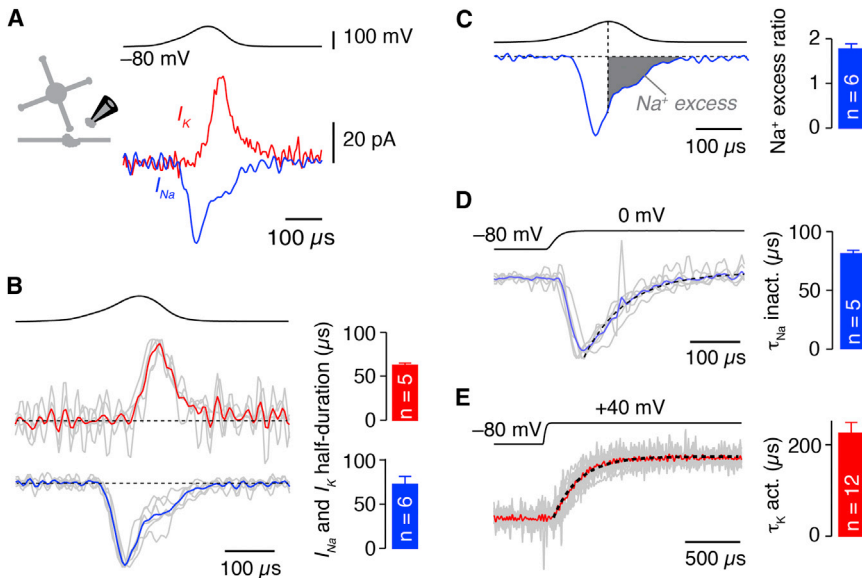 A
−80 mV
100 mV
I_K
20 pA
I_Na
100 µs
B
100
50
0
n = 5
100
50
0
n = 6
I_Na and I_K half-duration (µs)
100 µs
C
Na⁺ excess
100 µs
2
1
0
n = 6
Na⁺ excess ratio
D
−80 mV
0 mV
100 µs
100
50
0
n = 5
τ_Na inact. (µs)
E
−80 mV
+40 mV
500 µs
200
0
n = 12
τ_K act. (µs)